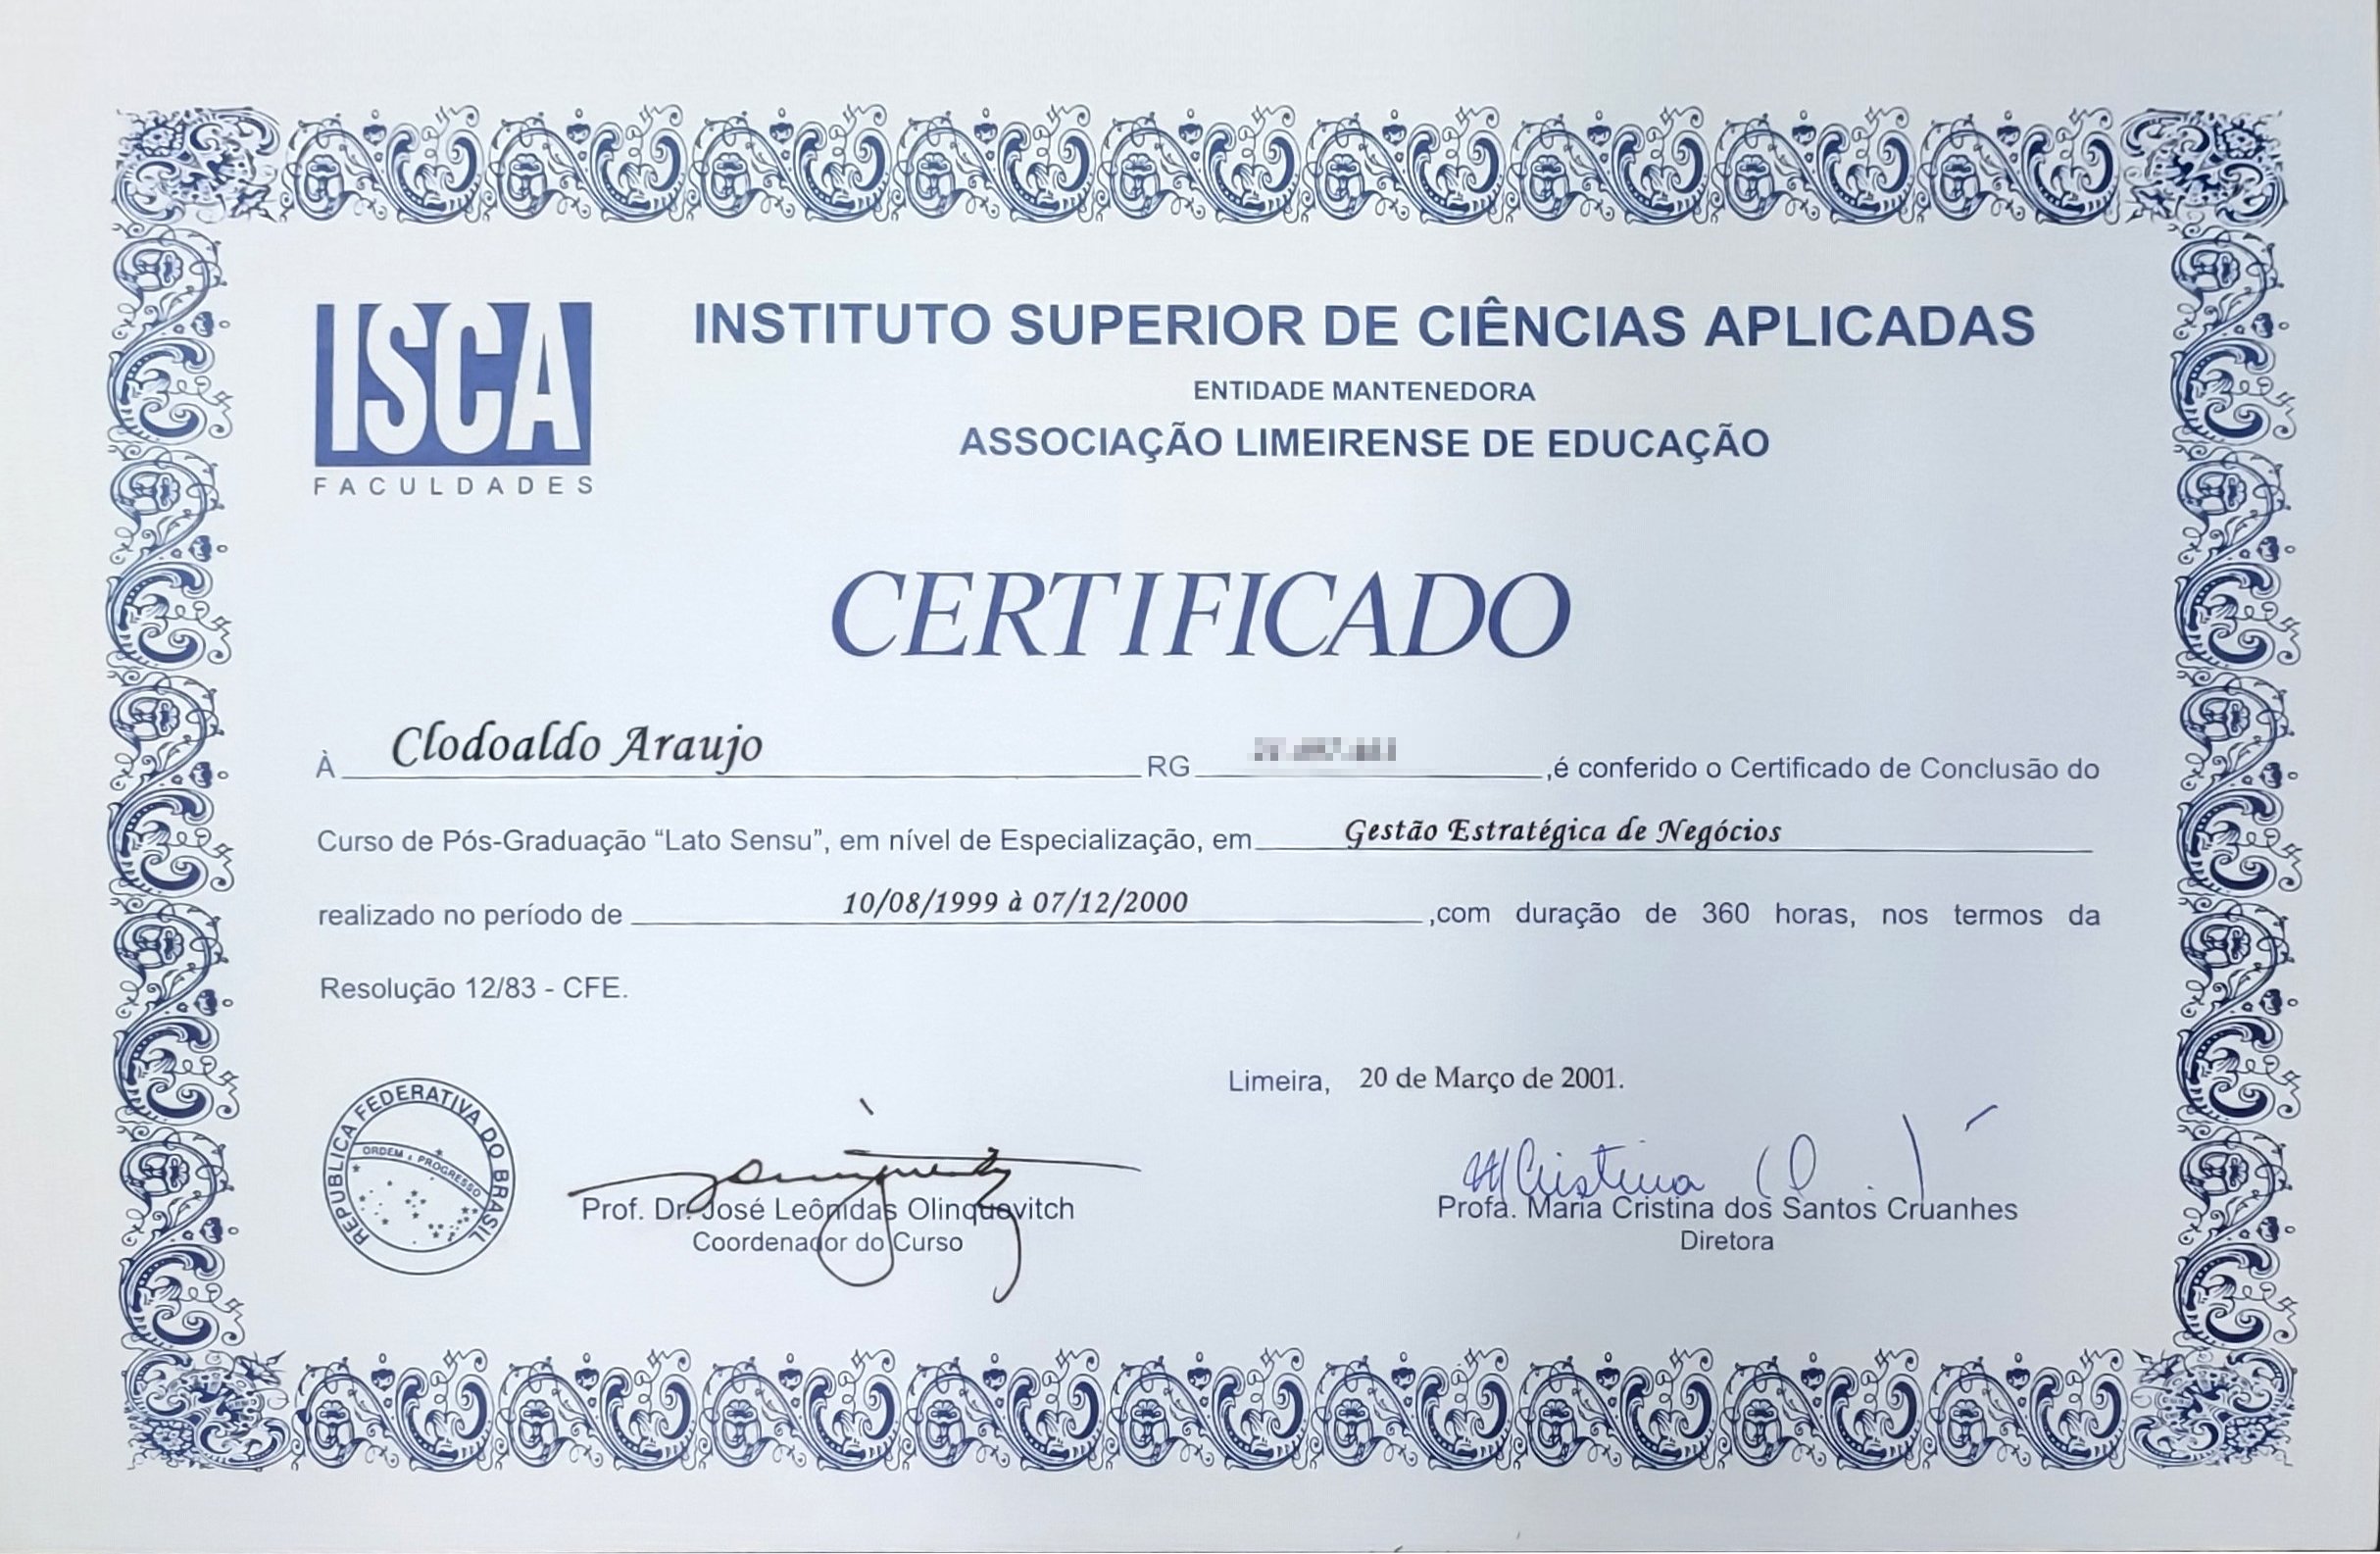 ISCA
FACULDADES
INSTITUTO SUPERIOR DE CIÊNCIAS APLICADAS
ENTIDADE MANTENEDORA
ASSOCIAÇÃO LIMEIRENSE DE EDUCAÇÃO
CERTIFICADO
À Clodoaldo Araujo RG ,é conferido o Certificado de Conclusão do
Curso de Pós-Graduação “Lato Sensu”, em nível de Especialização, em Gestão Estratégica de Negócios
realizado no período de 10/08/1999 à 07/12/2000 ,com duração de 360 horas, nos termos da
Resolução 12/83 - CFE.
Limeira, 20 de Março de 2001.
REPÚBLICA FEDERATIVA DO BRASIL
ORDEM E PROGRESSO
Prof. Dr. José Leônidas Olinquevitch
Coordenador do Curso
Profa. Maria Cristina dos Santos Cruanhes
Diretora